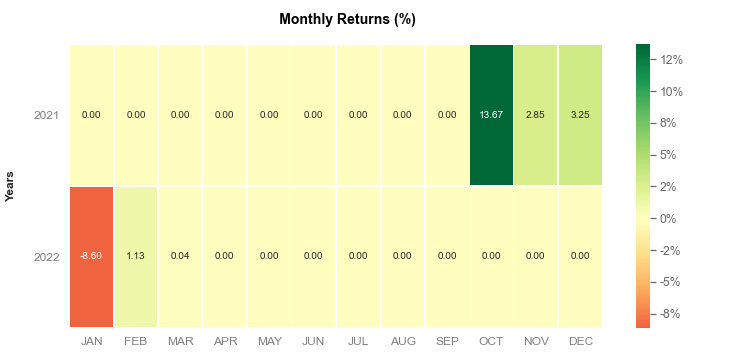 Monthly Returns (%)
Years
2021
0.00 0.00 0.00 0.00 0.00 0.00 0.00 0.00 0.00 13.67 2.85 3.25
2022
-8.60 1.13 0.04 0.00 0.00 0.00 0.00 0.00 0.00 0.00 0.00 0.00
JAN FEB MAR APR MAY JUN JUL AUG SEP OCT NOV DEC
12%
10%
8%
5%
2%
0%
-2%
-5%
-8%